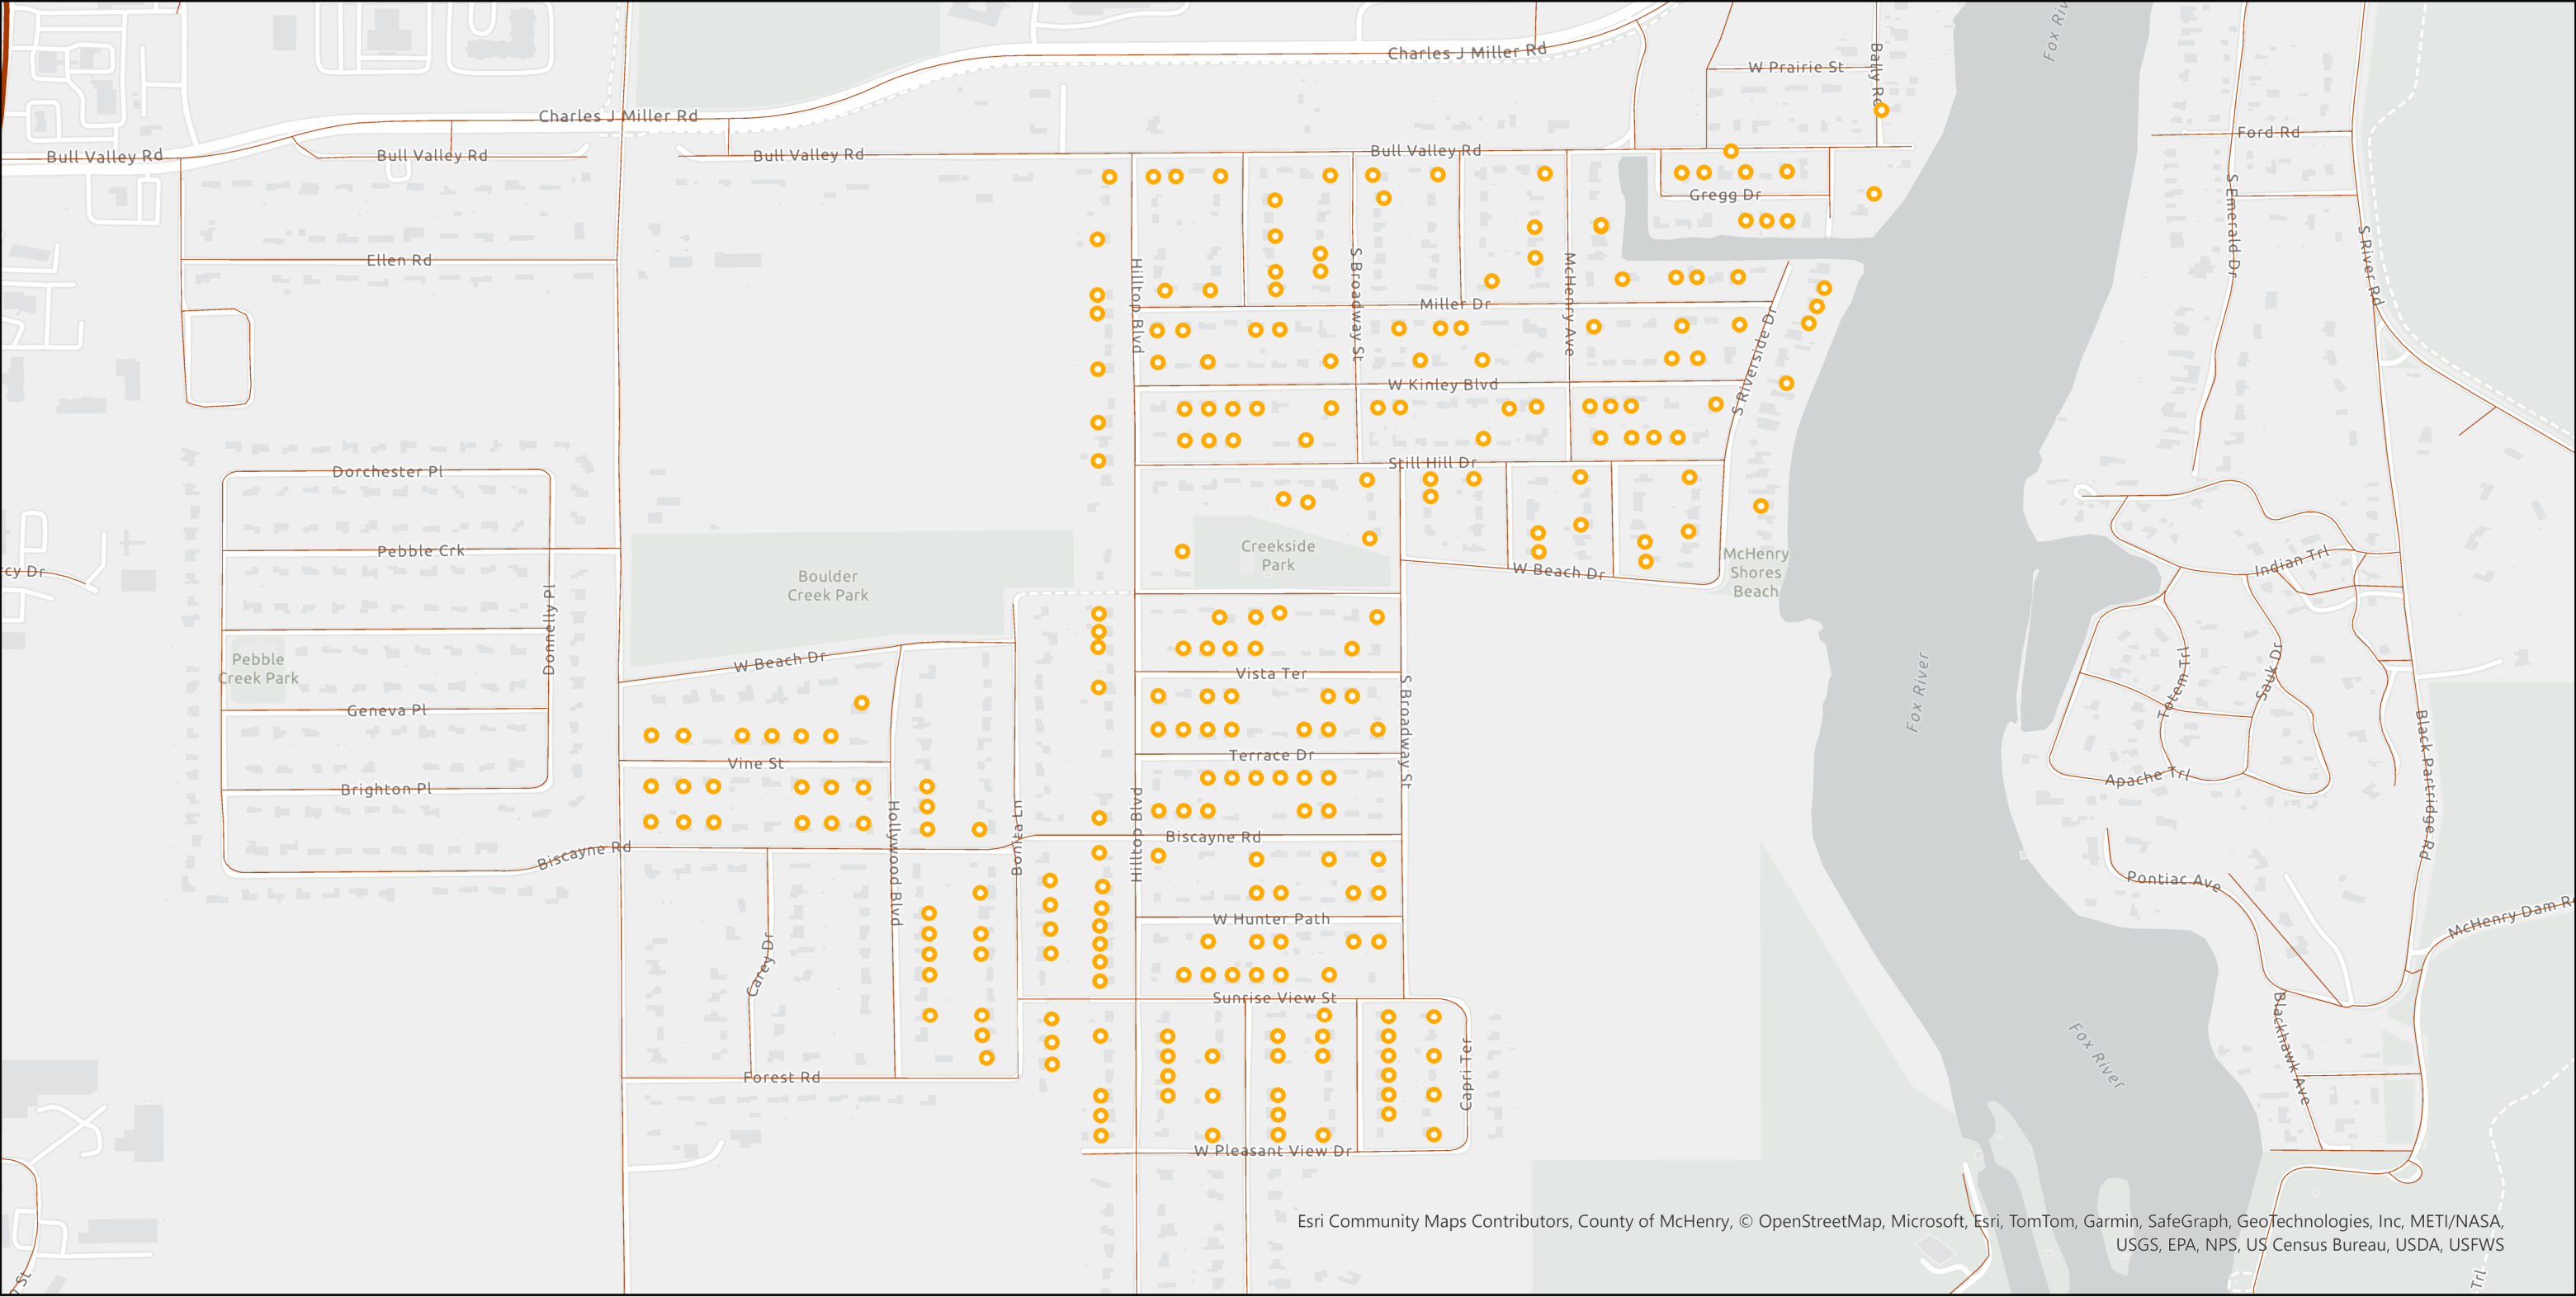 Charles J Miller Rd
Fox Riv
W Prairie St
Bally Rd
Charles J Miller Rd
Ford Rd
Bull Valley Rd
Bull Valley Rd
Bull Valley Rd
Bull Valley Rd
Gregg Dr
S Emerald Dr
S River Rd
Ellen Rd
Hilltop Blvd
S Broadway St
McHenry Ave
Miller Dr
S Riverside Dr
W Kinley Blvd
Dorchester Pl
Still Hill Dr
Pebble Crk
Creekside
Park
McHenry
Shores
Beach
Indian Trl
rcy Dr
Boulder
Creek Park
W Beach Dr
Donnelly Pl
Pebble
Creek Park
W Beach Dr
Vista Ter
S Broadway St
Fox River
Totem Trl
Sauk Dr
Geneva Pl
Vine St
Terrace Dr
Black Partridge Rd
Apache Trl
Brighton Pl
Hollywood Blvd
Bonita Ln
Hilltop Blvd
Biscayne Rd
Biscayne Rd
Pontiac Ave
W Hunter Path
McHenry Dam R
Carey Dr
Sunrise View St
Blackhawk Ave
Fox River
Capri Ter
Forest Rd
W Pleasant View Dr
Esri Community Maps Contributors, County of McHenry, © OpenStreetMap, Microsoft, Esri, TomTom, Garmin, SafeGraph, GeoTechnologies, Inc, METI/NASA,
USGS, EPA, NPS, US Census Bureau, USDA, USFWS
St
Trl